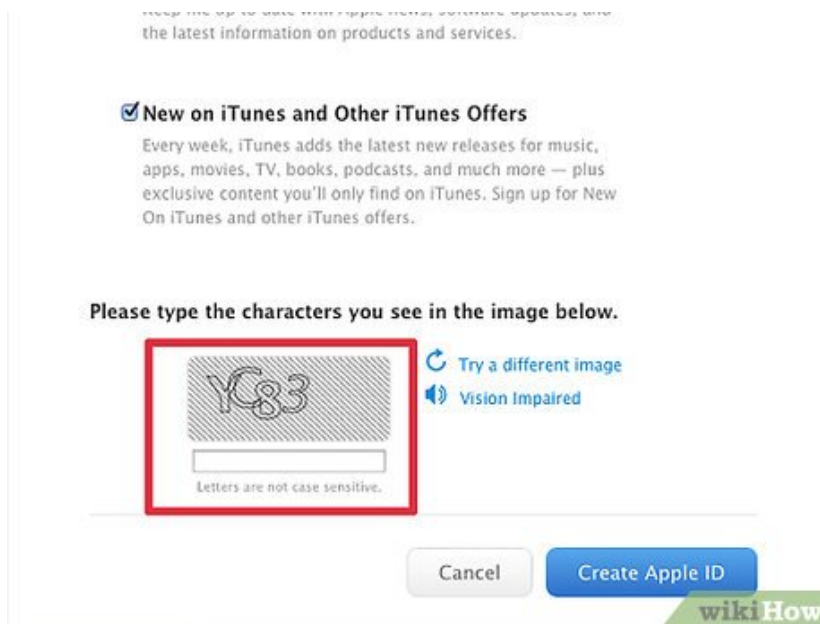 Keep me up to date with Apple news, software updates, and
the latest information on products and services.
New on iTunes and Other iTunes Offers
Every week, iTunes adds the latest new releases for music,
apps, movies, TV, books, podcasts, and much more — plus
exclusive content you'll only find on iTunes. Sign up for New
On iTunes and other iTunes offers.
Please type the characters you see in the image below.
YC83
Try a different image
Vision Impaired
Letters are not case sensitive.
Cancel
Create Apple ID
wikiHow